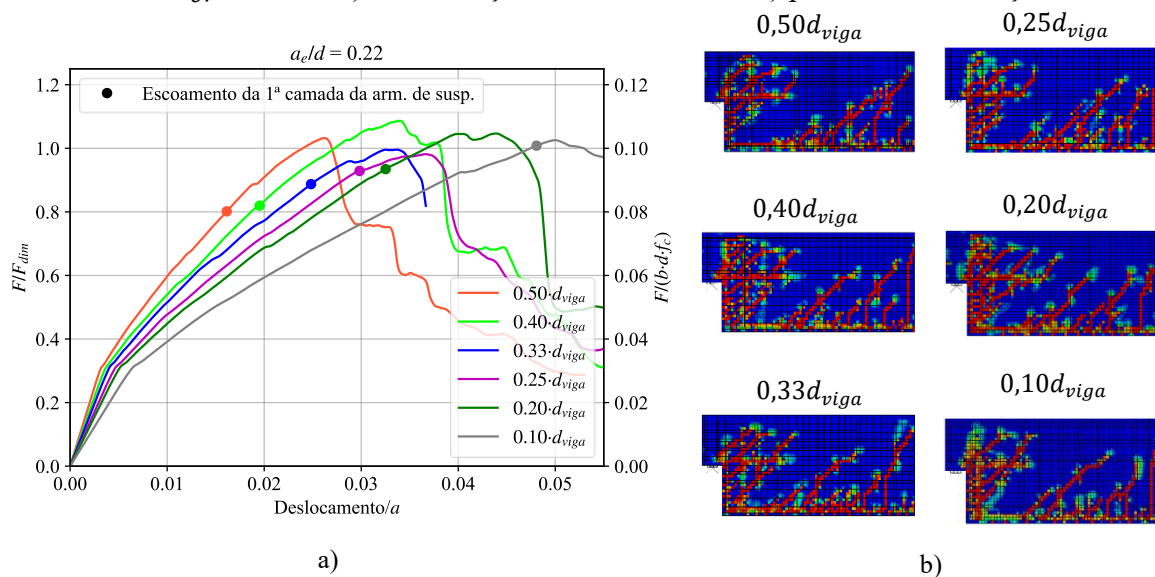 a_e/d = 0.22
Escoamento da 1ª camada da arm. de susp.
F/F_dim
1.2
1.0
0.8
0.6
0.4
0.2
0.0
0.12
0.10
0.08
0.06
0.04
0.02
0.00
F/(b·d·f_c)
0.50·d_viga
0.40·d_viga
0.33·d_viga
0.25·d_viga
0.20·d_viga
0.10·d_viga
0.00 0.01 0.02 0.03 0.04 0.05
Deslocamento/a
a)
0,50d_viga 0,25d_viga
0,40d_viga 0,20d_viga
0,33d_viga 0,10d_viga
b)